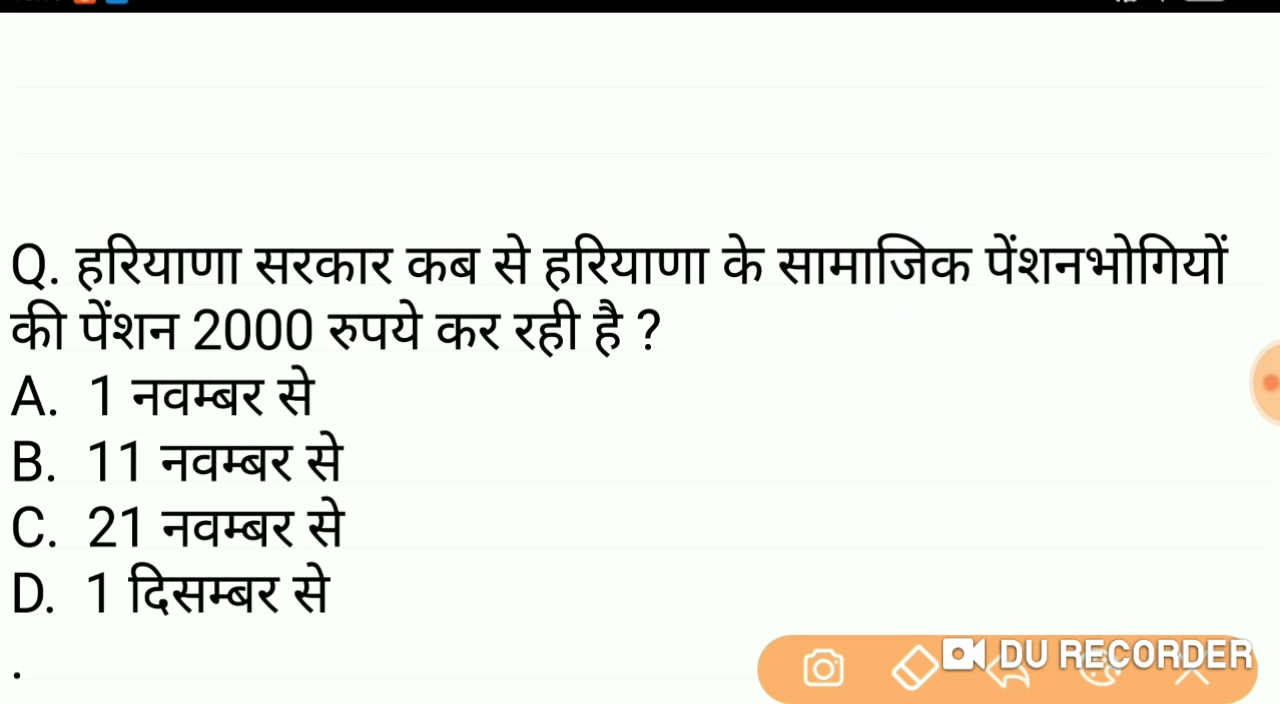 Q. हरियाणा सरकार कब से हरियाणा के सामाजिक पेंशनभोगियों
की पेंशन 2000 रुपये कर रही है ?
A. 1 नवम्बर से
B. 11 नवम्बर से
C. 21 नवम्बर से
D. 1 दिसम्बर से
.
DU RECORDER